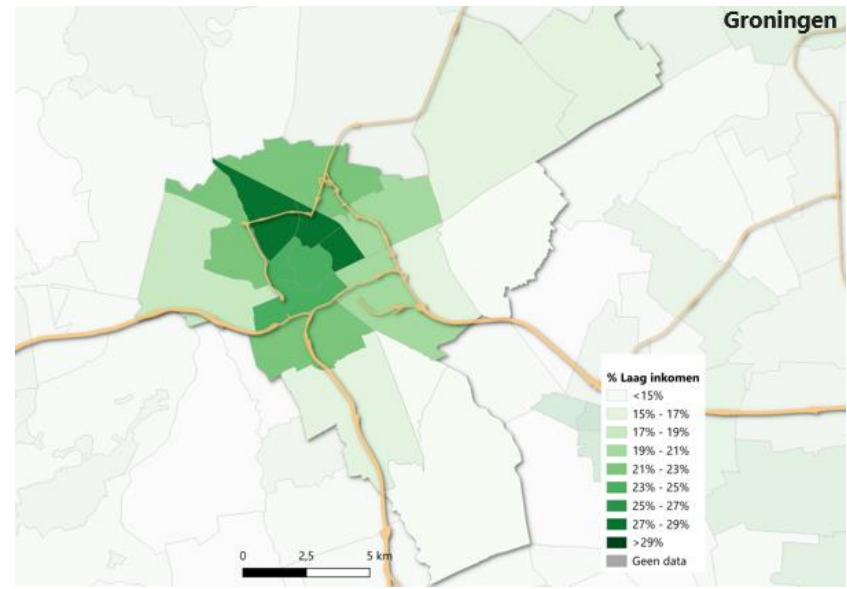 Groningen
% Laag inkomen
<15%
15% - 17%
17% - 19%
19% - 21%
21% - 23%
23% - 25%
25% - 27%
27% - 29%
>29%
Geen data
0 2,5 5 km